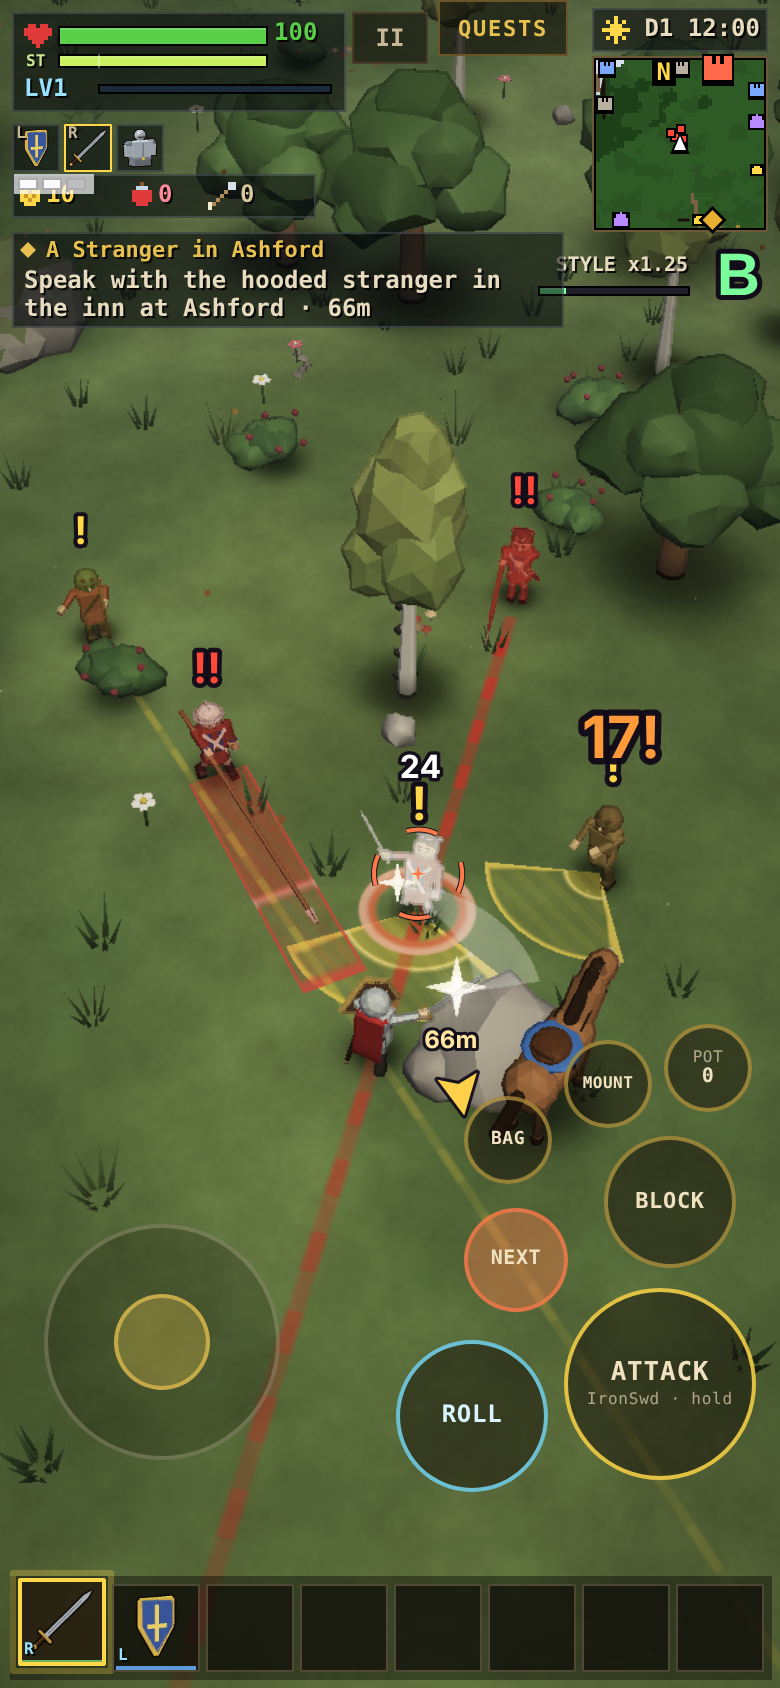 100
ST
LV1
II
QUESTS
D1 12:00
N
L
R
10
0
0
A Stranger in Ashford
Speak with the hooded stranger in
the inn at Ashford · 66m
STYLE x1.25
B
!!
!
!!
17!
!
24
!
66m
POT
0
MOUNT
BAG
BLOCK
NEXT
ATTACK
IronSwd · hold
ROLL
R
L